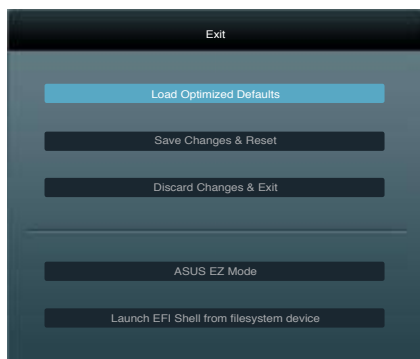 Exit
Load Optimized Defaults
Save Changes & Reset
Discard Changes & Exit
ASUS EZ Mode
Launch EFI Shell from filesystem device